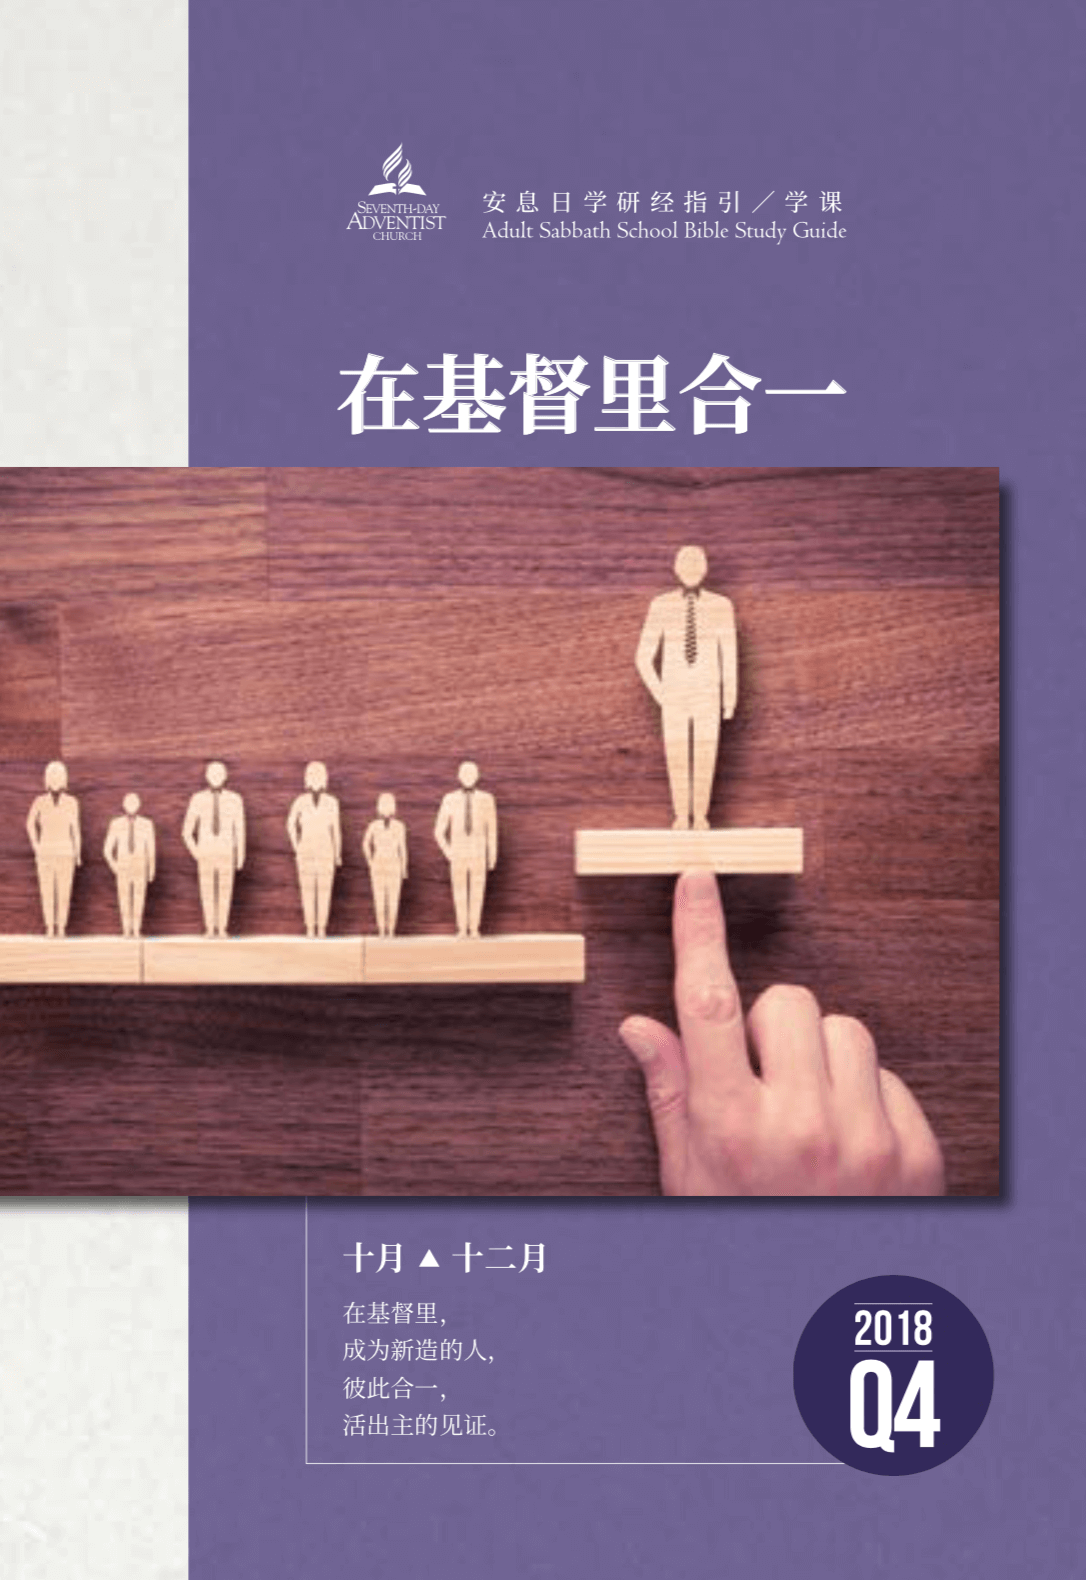 SEVENTH-DAY
ADVENTIST
CHURCH
安息日学研经指引／学课
Adult Sabbath School Bible Study Guide
在基督里合一
十月▲十二月
在基督里，
成为新造的人，
彼此合一，
活出主的见证。
2018
Q4